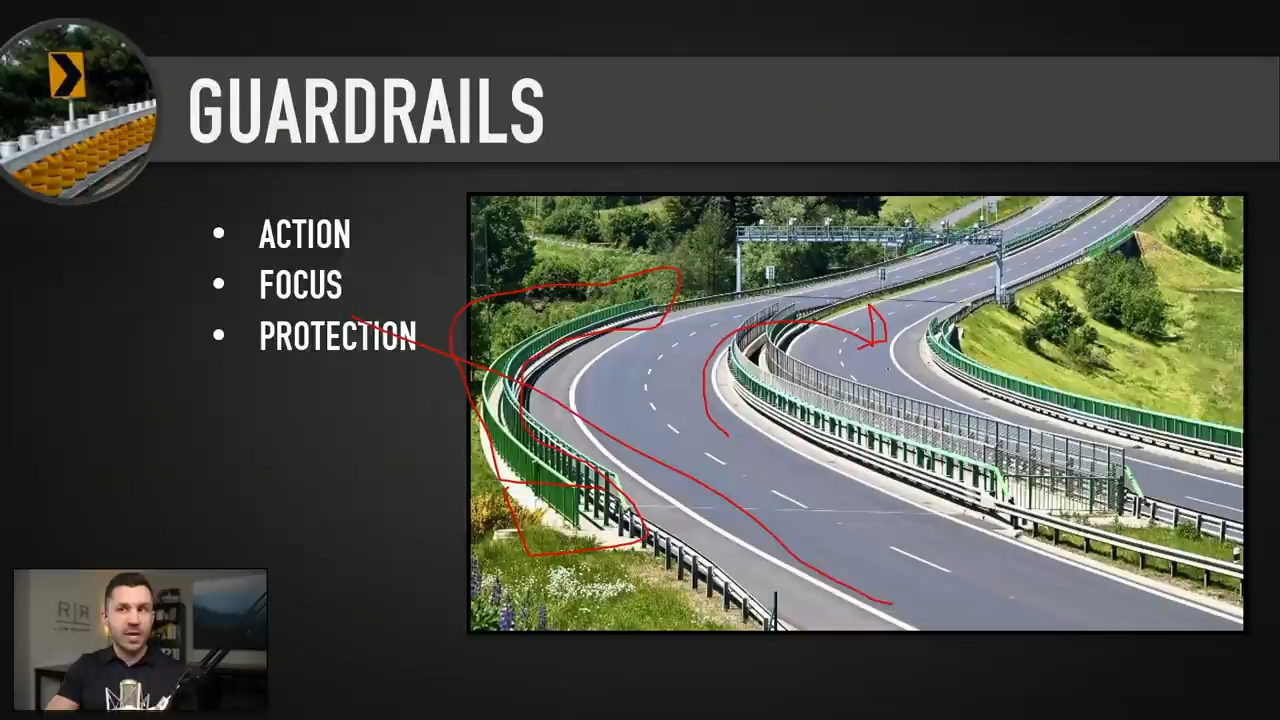 GUARDRAILS
• ACTION
• FOCUS
• PROTECTION
R|R